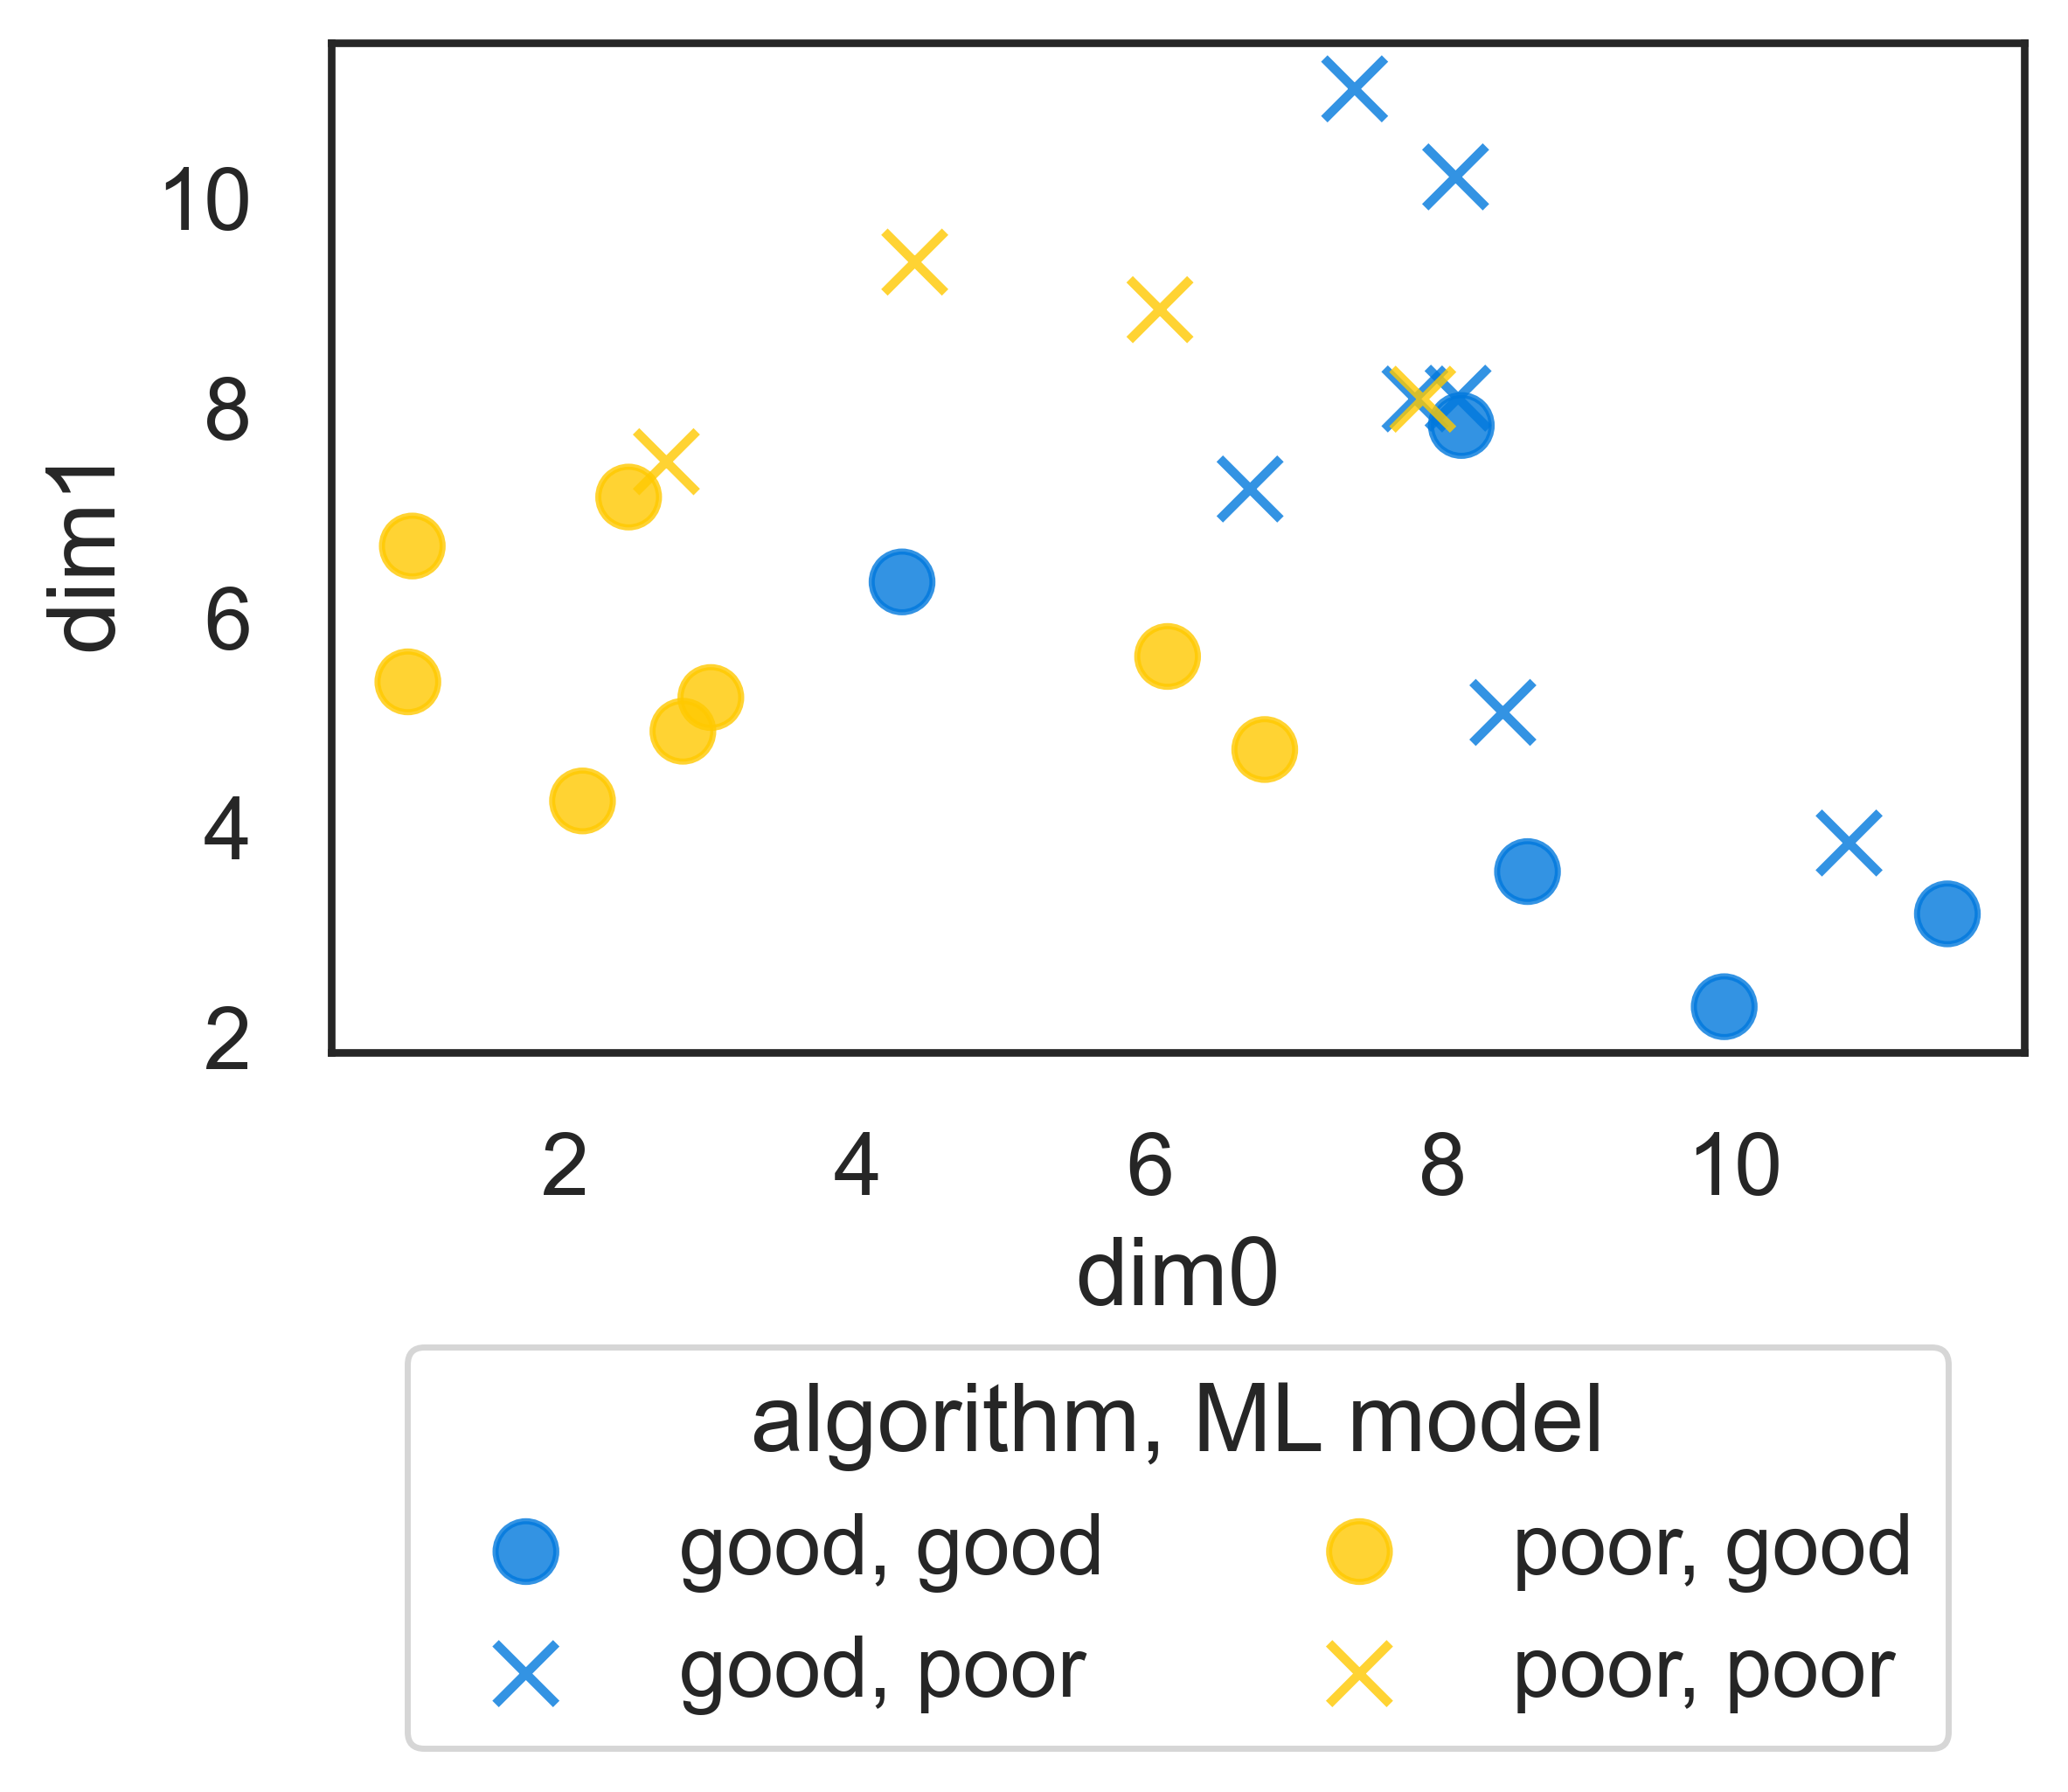 10
8
6
4
2
dim1
2 4 6 8 10
dim0
algorithm, ML model
good, good poor, good
good, poor poor, poor